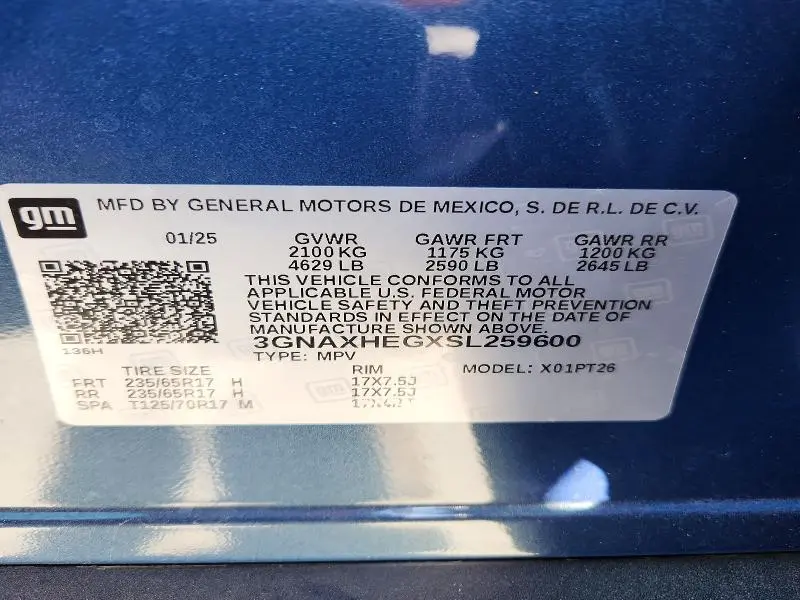 gm MFD BY GENERAL MOTORS DE MEXICO, S. DE R.L. DE C.V.
01/25 GVWR GAWR FRT GAWR RR
2100 KG 1175 KG 1200 KG
4629 LB 2590 LB 2645 LB
THIS VEHICLE CONFORMS TO ALL
APPLICABLE U.S. FEDERAL MOTOR
VEHICLE SAFETY AND THEFT PREVENTION
STANDARDS IN EFFECT ON THE DATE OF
MANUFACTURE SHOWN ABOVE.
3GNAXHEGXSL259600
136H
TYPE: MPV
TIRE SIZE RIM MODEL: X01PT26
FRT 235/65R17 H 17X7.5J
RR 235/65R17 H 17X7.5J
SPA T125/70R17 M